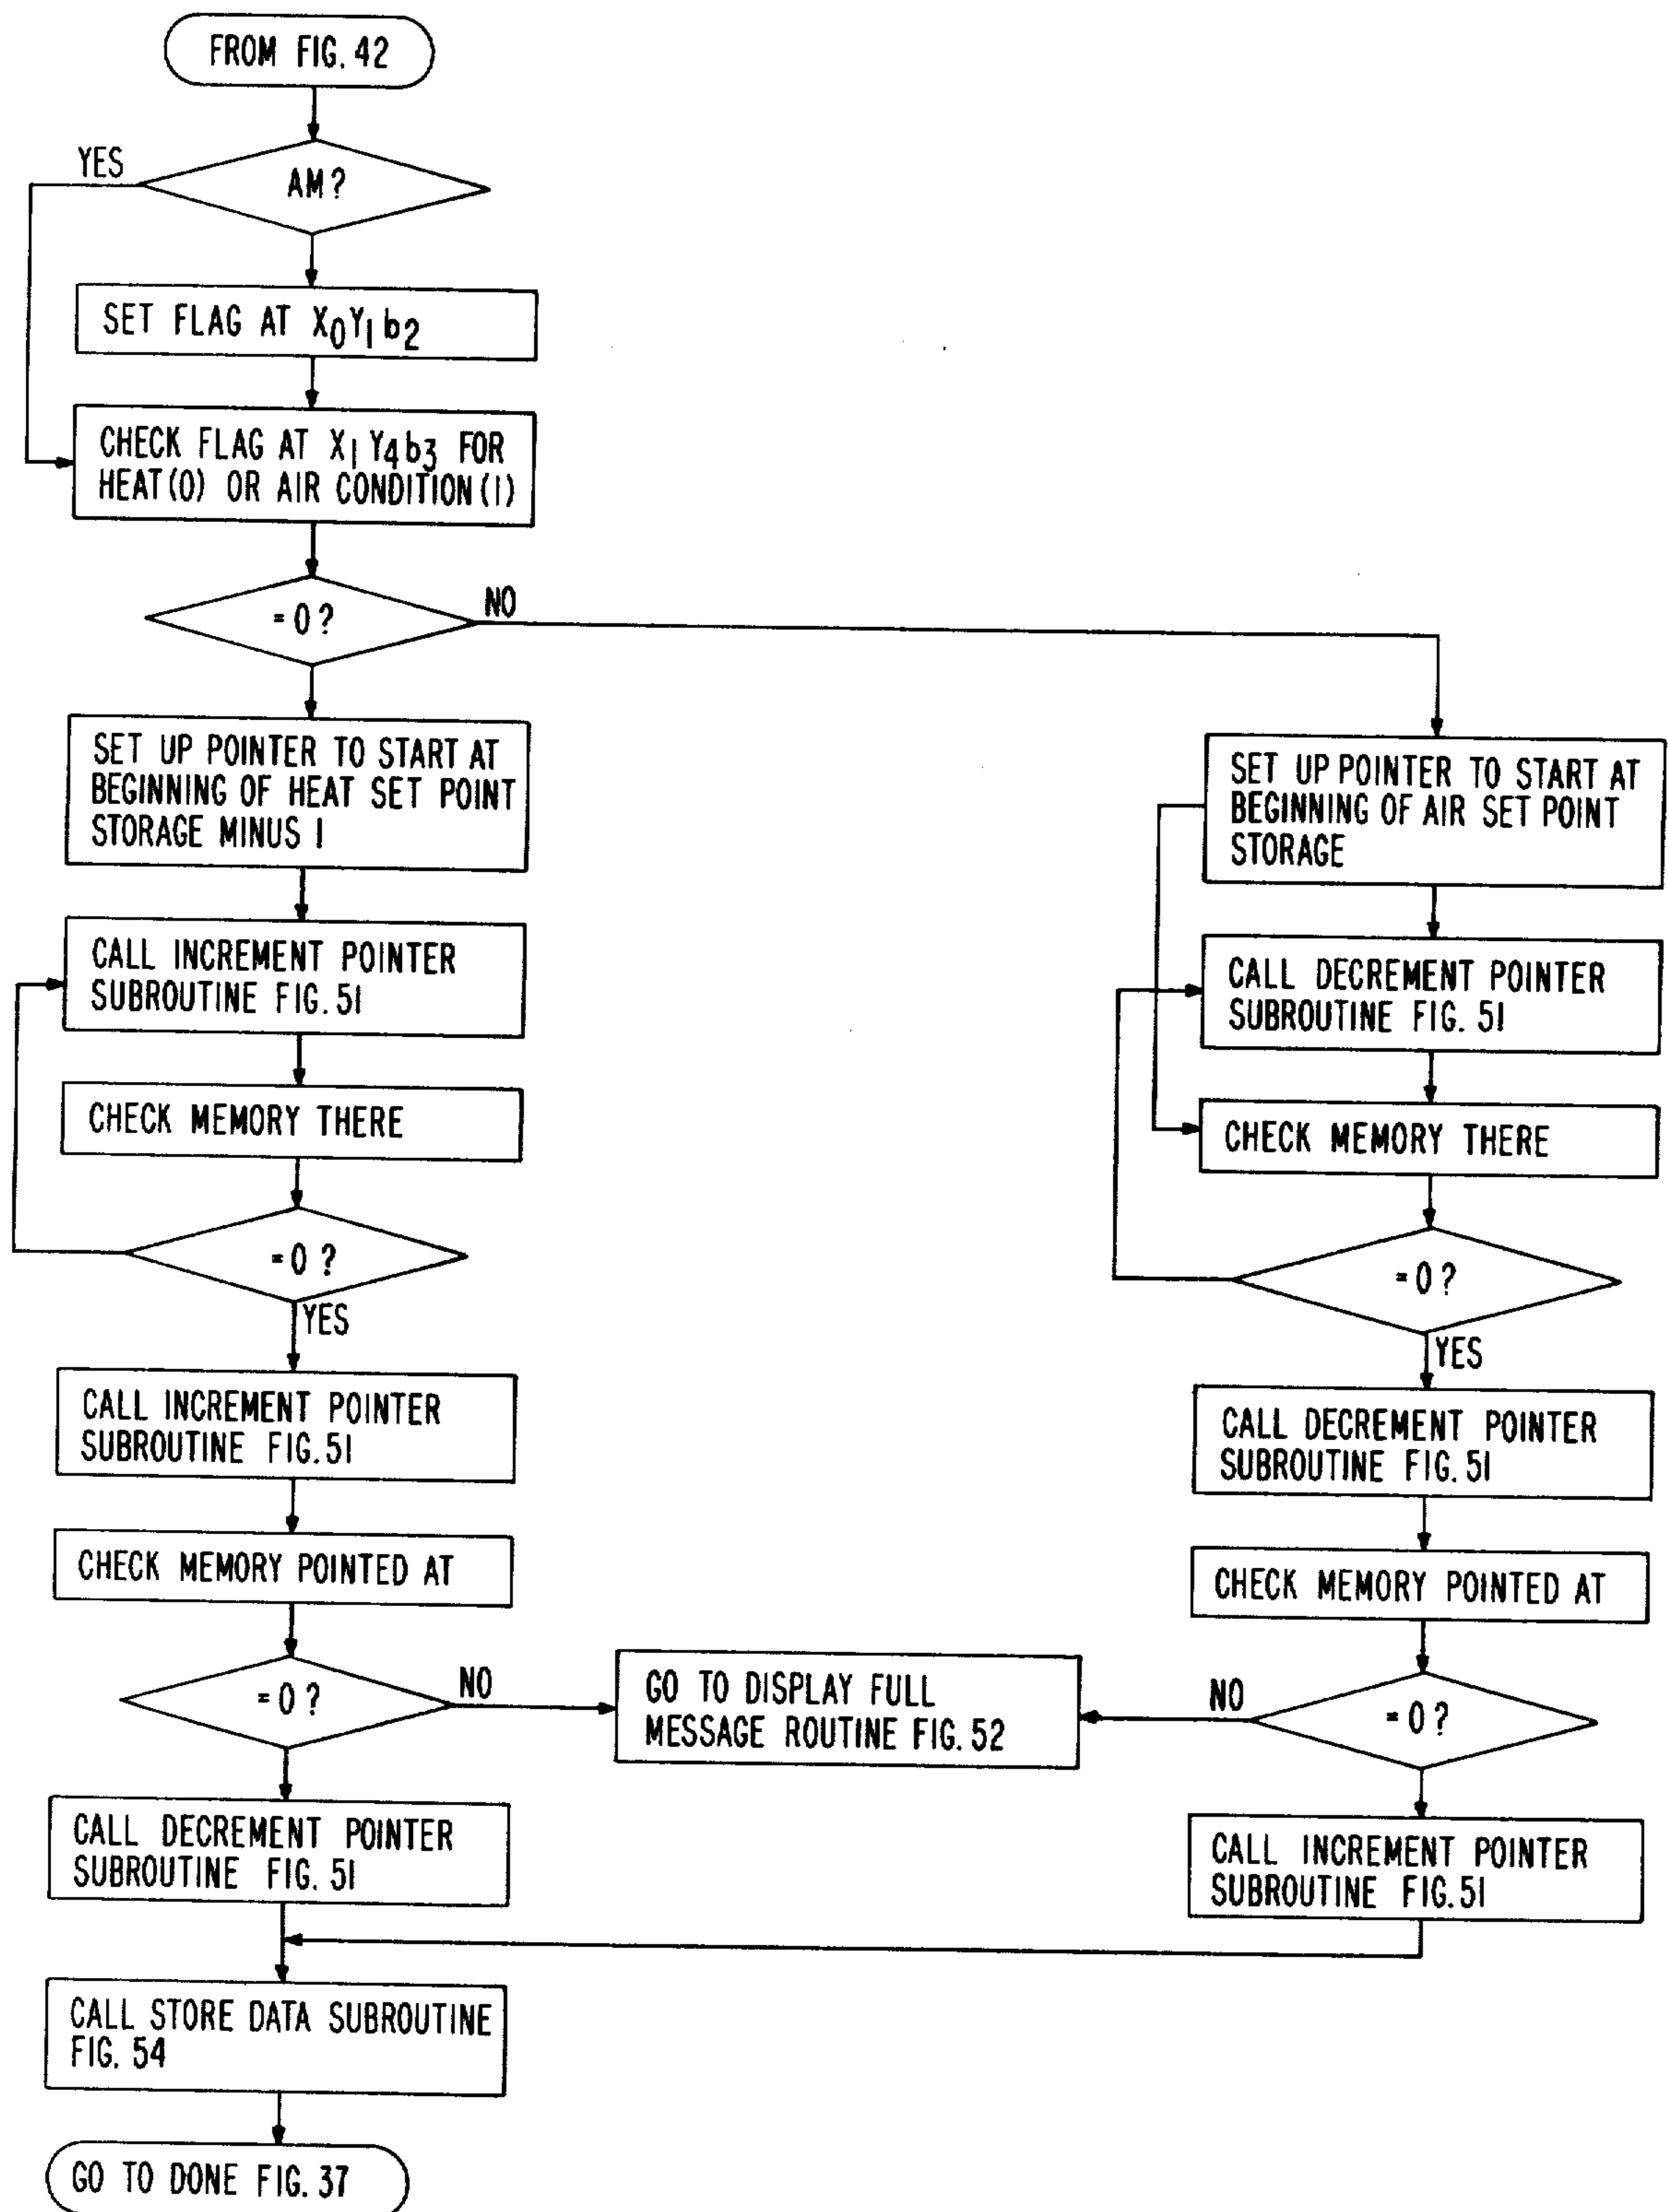 FROM FIG. 42
YES
AM?
SET FLAG AT X0Y1b2
CHECK FLAG AT X1Y4b3 FOR
HEAT(0) OR AIR CONDITION(1)
=0?
NO
SET UP POINTER TO START AT
BEGINNING OF HEAT SET POINT
STORAGE MINUS 1
CALL INCREMENT POINTER
SUBROUTINE FIG. 51
CHECK MEMORY THERE
=0?
YES
CALL INCREMENT POINTER
SUBROUTINE FIG. 51
CHECK MEMORY POINTED AT
=0?
NO
GO TO DISPLAY FULL
MESSAGE ROUTINE FIG. 52
CALL DECREMENT POINTER
SUBROUTINE FIG. 51
SET UP POINTER TO START AT
BEGINNING OF AIR SET POINT
STORAGE
CALL DECREMENT POINTER
SUBROUTINE FIG. 51
CHECK MEMORY THERE
=0?
YES
CALL DECREMENT POINTER
SUBROUTINE FIG. 51
CHECK MEMORY POINTED AT
NO
=0?
CALL INCREMENT POINTER
SUBROUTINE FIG. 51
CALL STORE DATA SUBROUTINE
FIG. 54
GO TO DONE FIG. 37